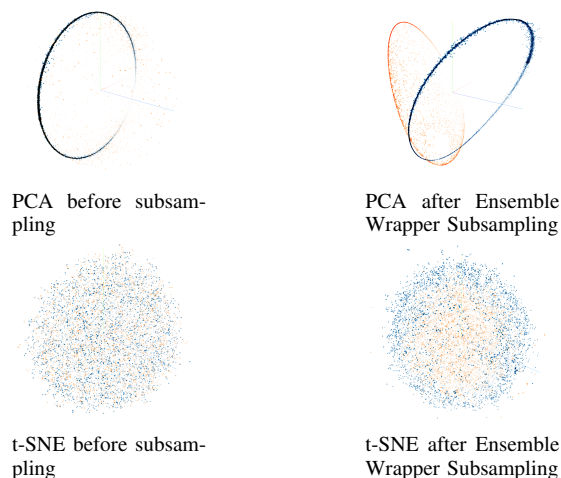 PCA before subsam-
pling
PCA after Ensemble
Wrapper Subsampling
t-SNE before subsam-
pling
t-SNE after Ensemble
Wrapper Subsampling